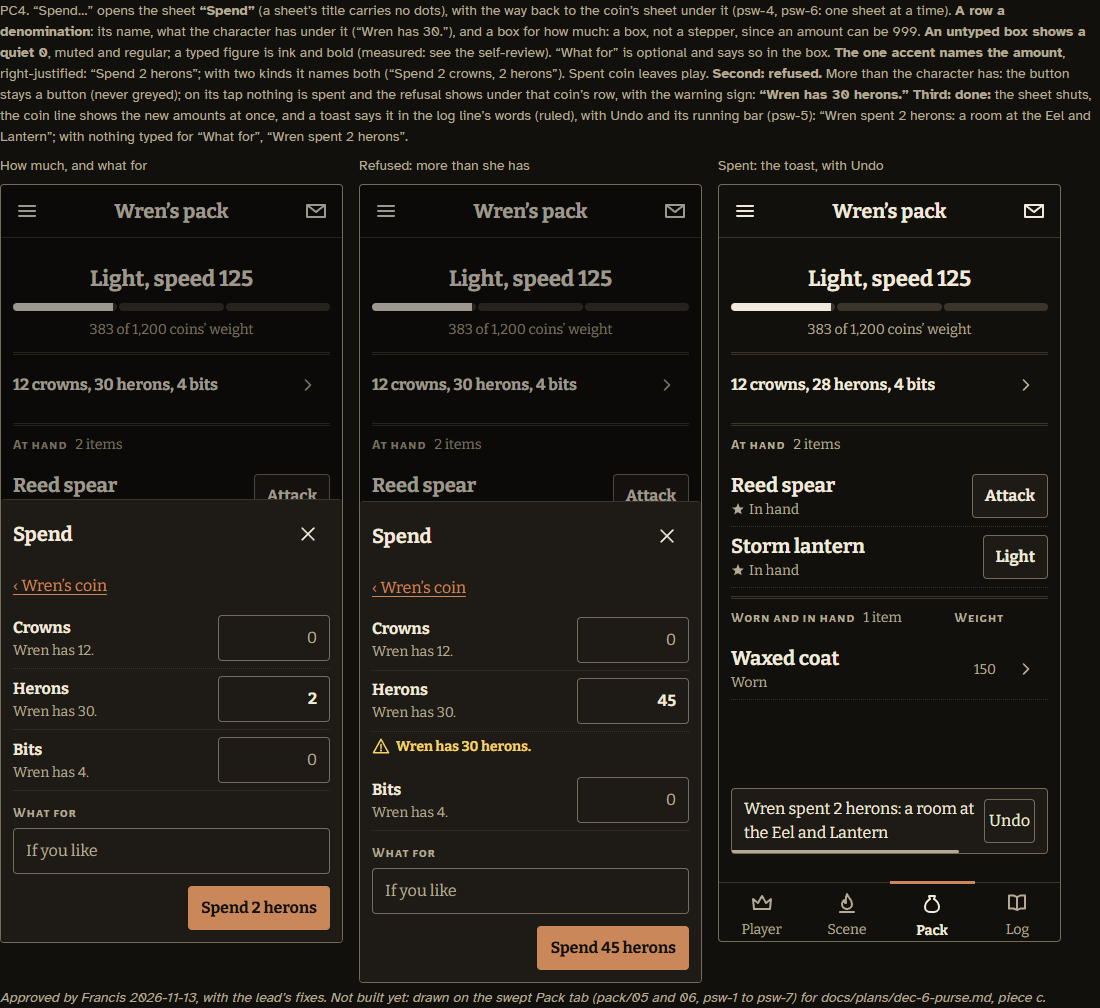 PC4. “Spend…” opens the sheet “Spend” (a sheet’s title carries no dots), with the way back to the coin’s sheet under it (psw-4, psw-6: one sheet at a time). A row a
denomination: its name, what the character has under it (“Wren has 30.”), and a box for how much: a box, not a stepper, since an amount can be 999. An untyped box shows a
quiet 0, muted and regular; a typed figure is ink and bold (measured: see the self-review). “What for” is optional and says so in the box. The one accent names the amount,
right-justified: “Spend 2 herons”; with two kinds it names both (“Spend 2 crowns, 2 herons”). Spent coin leaves play. Second: refused. More than the character has: the button
stays a button (never greyed); on its tap nothing is spent and the refusal shows under that coin’s row, with the warning sign: “Wren has 30 herons.” Third: done: the sheet shuts,
the coin line shows the new amounts at once, and a toast says it in the log line’s words (ruled), with Undo and its running bar (psw-5): “Wren spent 2 herons: a room at the Eel and
Lantern”; with nothing typed for “What for”, “Wren spent 2 herons”.
How much, and what for
Wren’s pack
Light, speed 125
383 of 1,200 coins’ weight
12 crowns, 30 herons, 4 bits
At hand 2 items
Reed spear
Attack
Spend
‹ Wren’s coin
Crowns
Wren has 12.
0
Herons
Wren has 30.
2
Bits
Wren has 4.
0
What for
If you like
Spend 2 herons
Refused: more than she has
Wren’s pack
Light, speed 125
383 of 1,200 coins’ weight
12 crowns, 30 herons, 4 bits
At hand 2 items
Reed spear
Attack
Spend
‹ Wren’s coin
Crowns
Wren has 12.
0
Herons
Wren has 30.
45
Wren has 30 herons.
Bits
Wren has 4.
0
What for
If you like
Spend 45 herons
Spent: the toast, with Undo
Wren’s pack
Light, speed 125
383 of 1,200 coins’ weight
12 crowns, 28 herons, 4 bits
At hand 2 items
Reed spear
★ In hand
Attack
Storm lantern
★ In hand
Light
Worn and in hand 1 item Weight
Waxed coat
Worn
150
Wren spent 2 herons: a room at
the Eel and Lantern
Undo
Player
Scene
Pack
Log
Approved by Francis 2026-11-13, with the lead’s fixes. Not built yet: drawn on the swept Pack tab (pack/05 and 06, psw-1 to psw-7) for docs/plans/dec-6-purse.md, piece c.